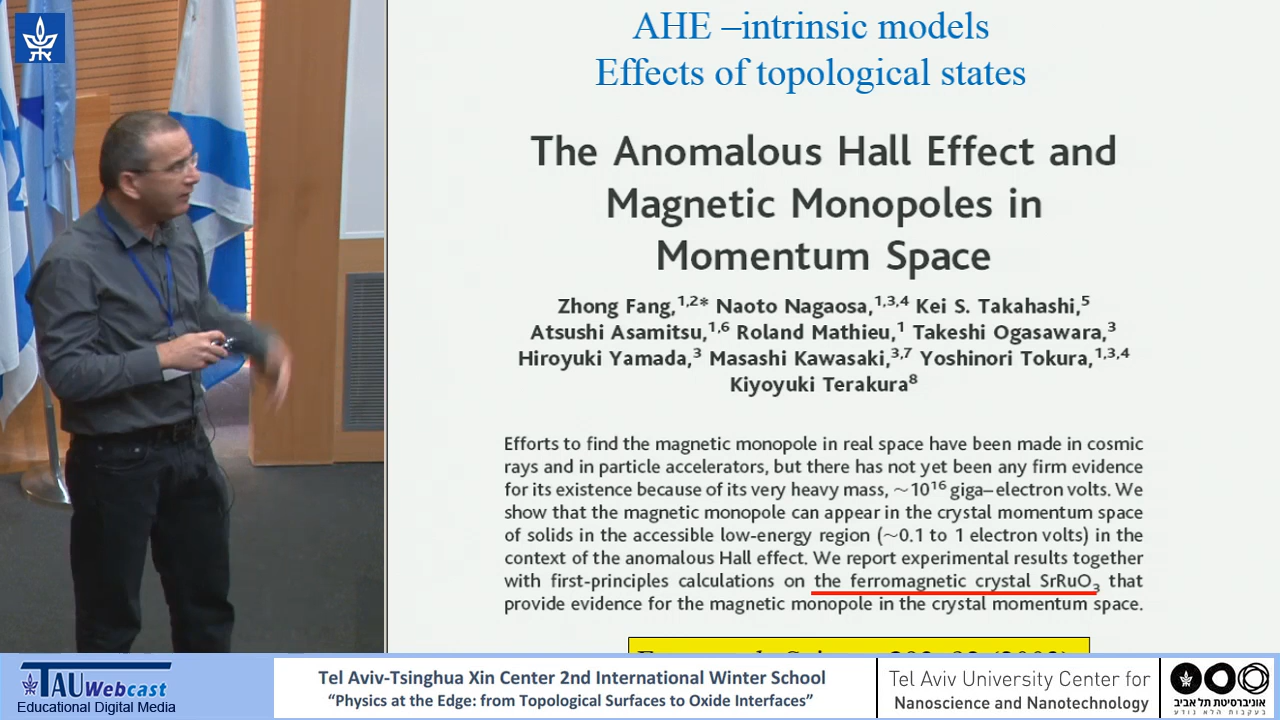 AHE –intrinsic models
Effects of topological states
The Anomalous Hall Effect and
Magnetic Monopoles in
Momentum Space
Zhong Fang,1,2* Naoto Nagaosa,1,3,4 Kei S. Takahashi,5
Atsushi Asamitsu,1,6 Roland Mathieu,1 Takeshi Ogasawara,3
Hiroyuki Yamada,3 Masashi Kawasaki,3,7 Yoshinori Tokura,1,3,4
Kiyoyuki Terakura8
Efforts to find the magnetic monopole in real space have been made in cosmic
rays and in particle accelerators, but there has not yet been any firm evidence
for its existence because of its very heavy mass, ~10^16 giga–electron volts. We
show that the magnetic monopole can appear in the crystal momentum space
of solids in the accessible low-energy region (~0.1 to 1 electron volts) in the
context of the anomalous Hall effect. We report experimental results together
with first-principles calculations on the ferromagnetic crystal SrRuO3 that
provide evidence for the magnetic monopole in the crystal momentum space.
TAU Webcast
Educational Digital Media
Tel Aviv-Tsinghua Xin Center 2nd International Winter School
“Physics at the Edge: from Topological Surfaces to Oxide Interfaces”
Tel Aviv University Center for
Nanoscience and Nanotechnology
אוניברסיטת תל אביב